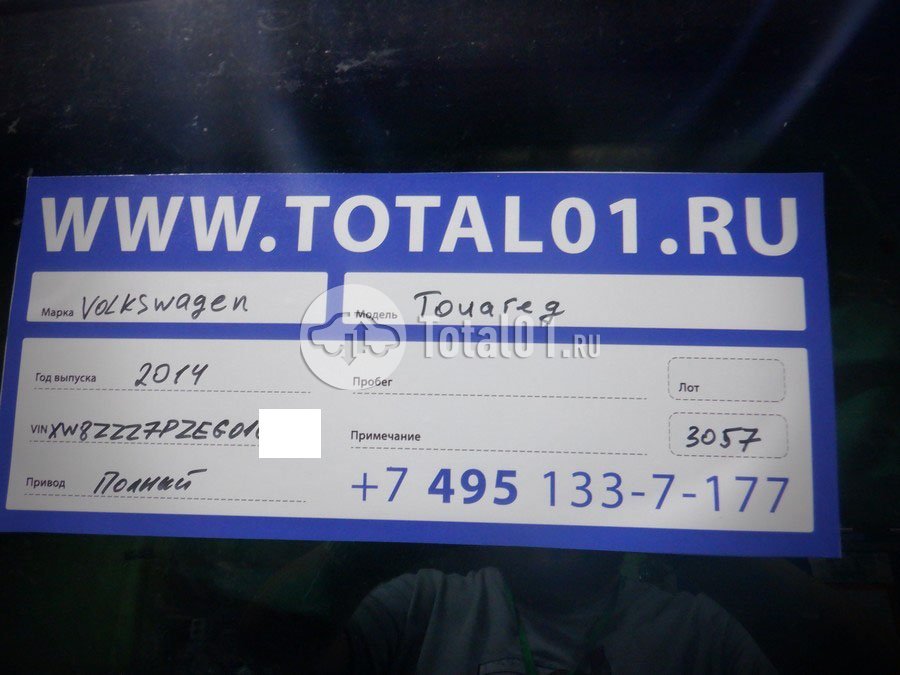 WWW.TOTAL01.RU
Марка Volkswagen
Модель Тоuагед
Total01.RU
Год выпуска 2014
Пробег
Лот
VIN XW8ZZZ7PZEG01
Примечание
3057
Привод Полный
+7 495 133-7-177